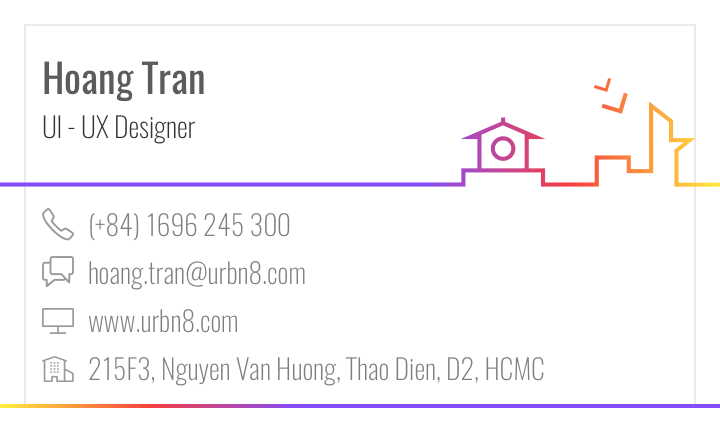 Hoang Tran
UI - UX Designer
(+84) 1696 245 300
hoang.tran@urbn8.com
www.urbn8.com
215F3, Nguyen Van Huong, Thao Dien, D2, HCMC